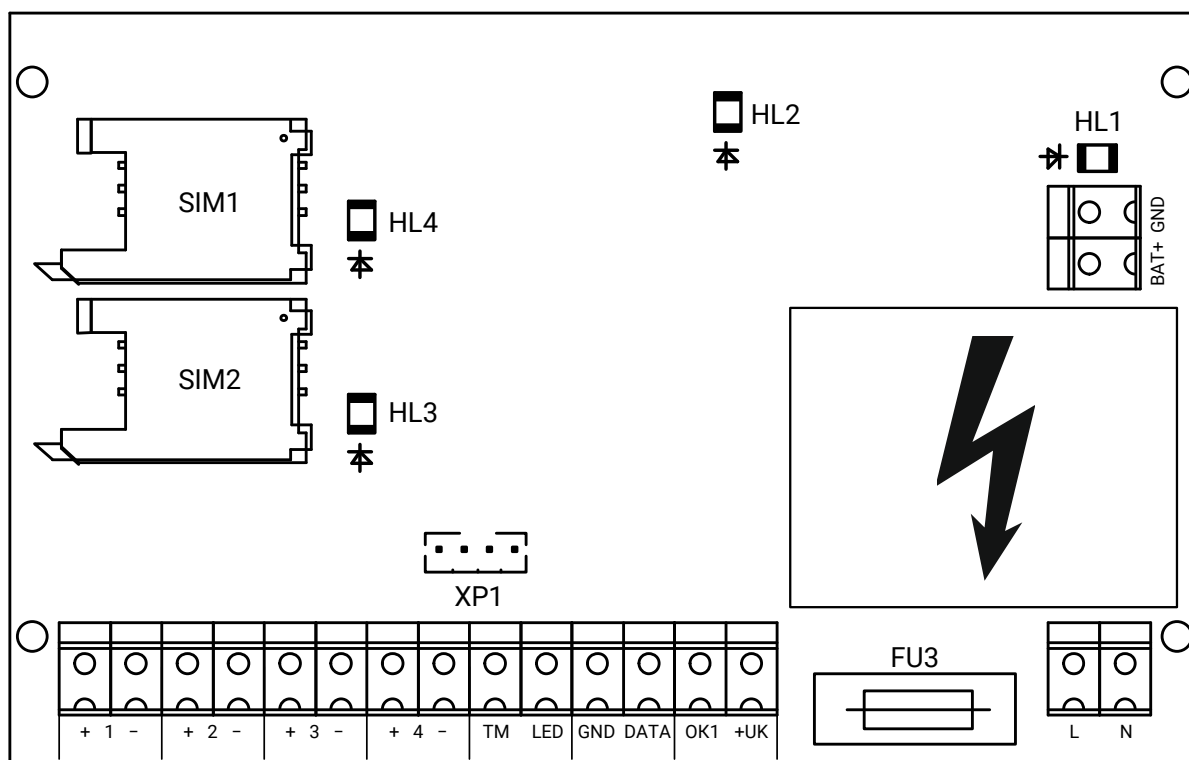 HL2
HL1
SIM1
HL4
BAT+ GND
SIM2
HL3
XP1
FU3
+ 1 − + 2 − + 3 − + 4 − TM LED GND DATA OK1 +UK
L N